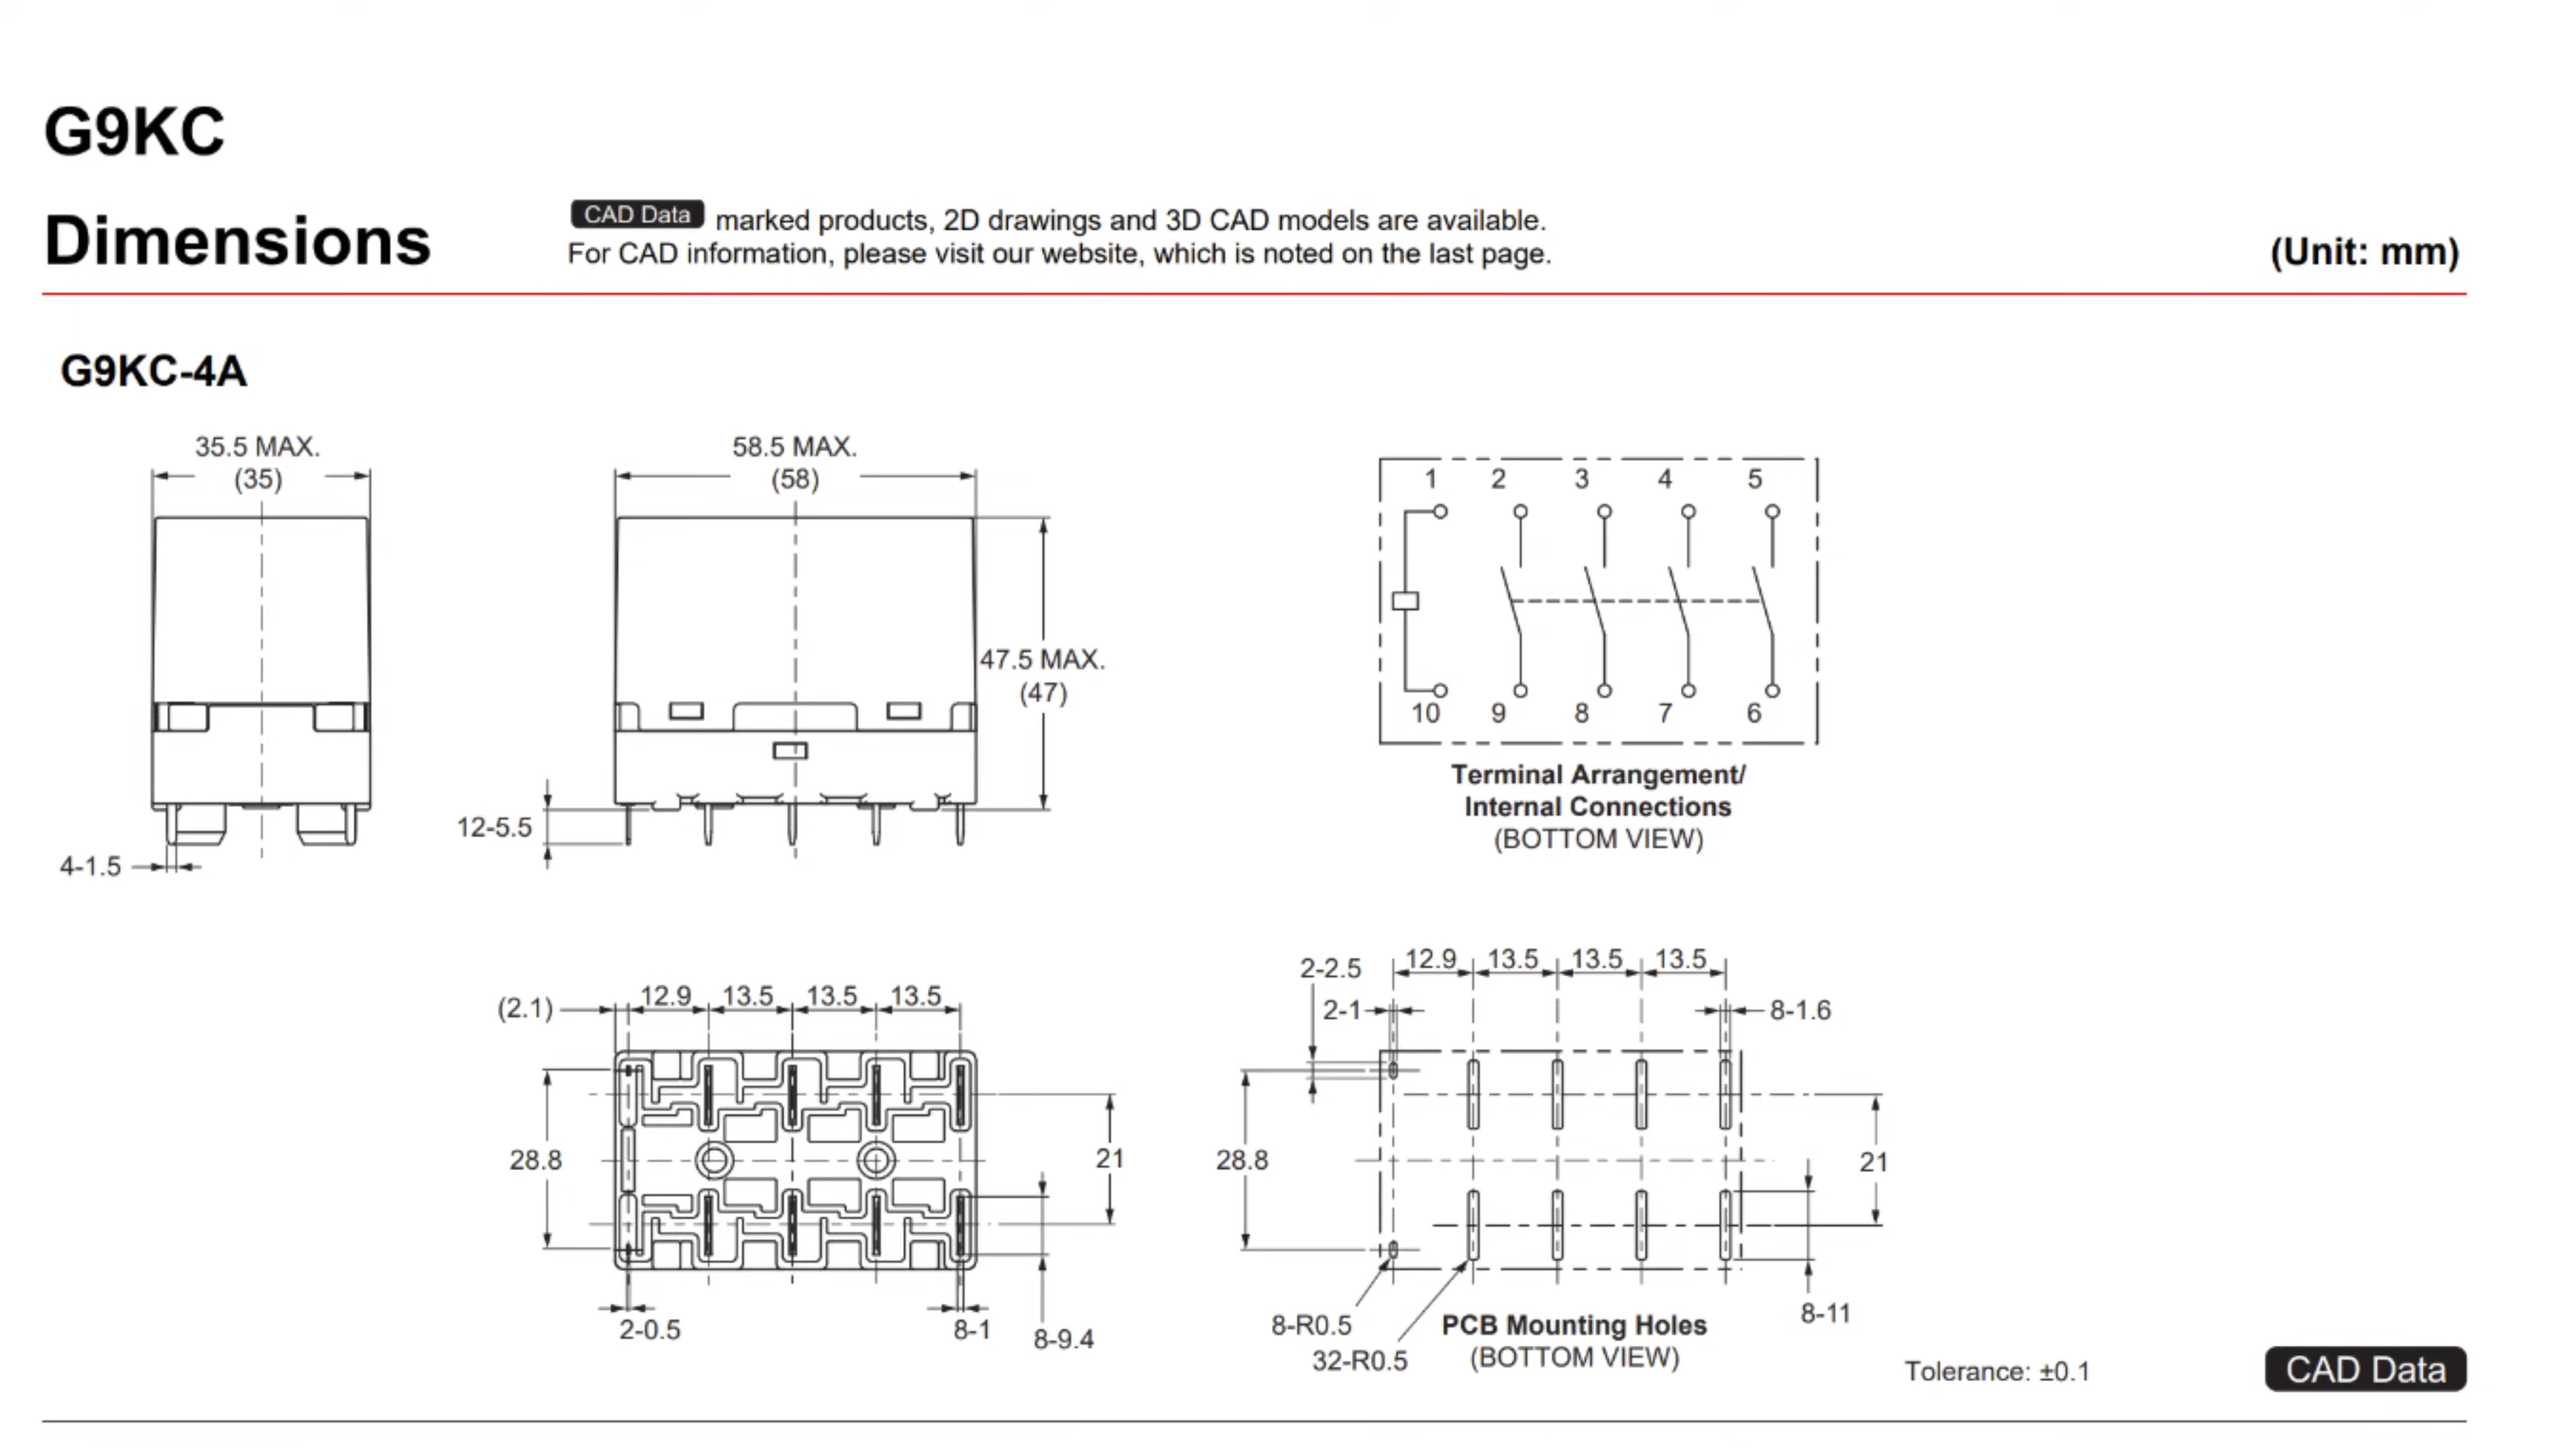 G9KC
Dimensions
CAD Data marked products, 2D drawings and 3D CAD models are available.
For CAD information, please visit our website, which is noted on the last page.
(Unit: mm)
G9KC-4A
35.5 MAX.
(35)
4-1.5
58.5 MAX.
(58)
47.5 MAX.
(47)
12-5.5
1 2 3 4 5
10 9 8 7 6
Terminal Arrangement/
Internal Connections
(BOTTOM VIEW)
(2.1) 12.9 13.5 13.5 13.5
28.8
21
2-0.5
8-1
8-9.4
2-2.5 12.9 13.5 13.5 13.5
2-1
8-1.6
28.8
21
8-R0.5
32-R0.5
8-11
PCB Mounting Holes
(BOTTOM VIEW)
Tolerance: ±0.1
CAD Data